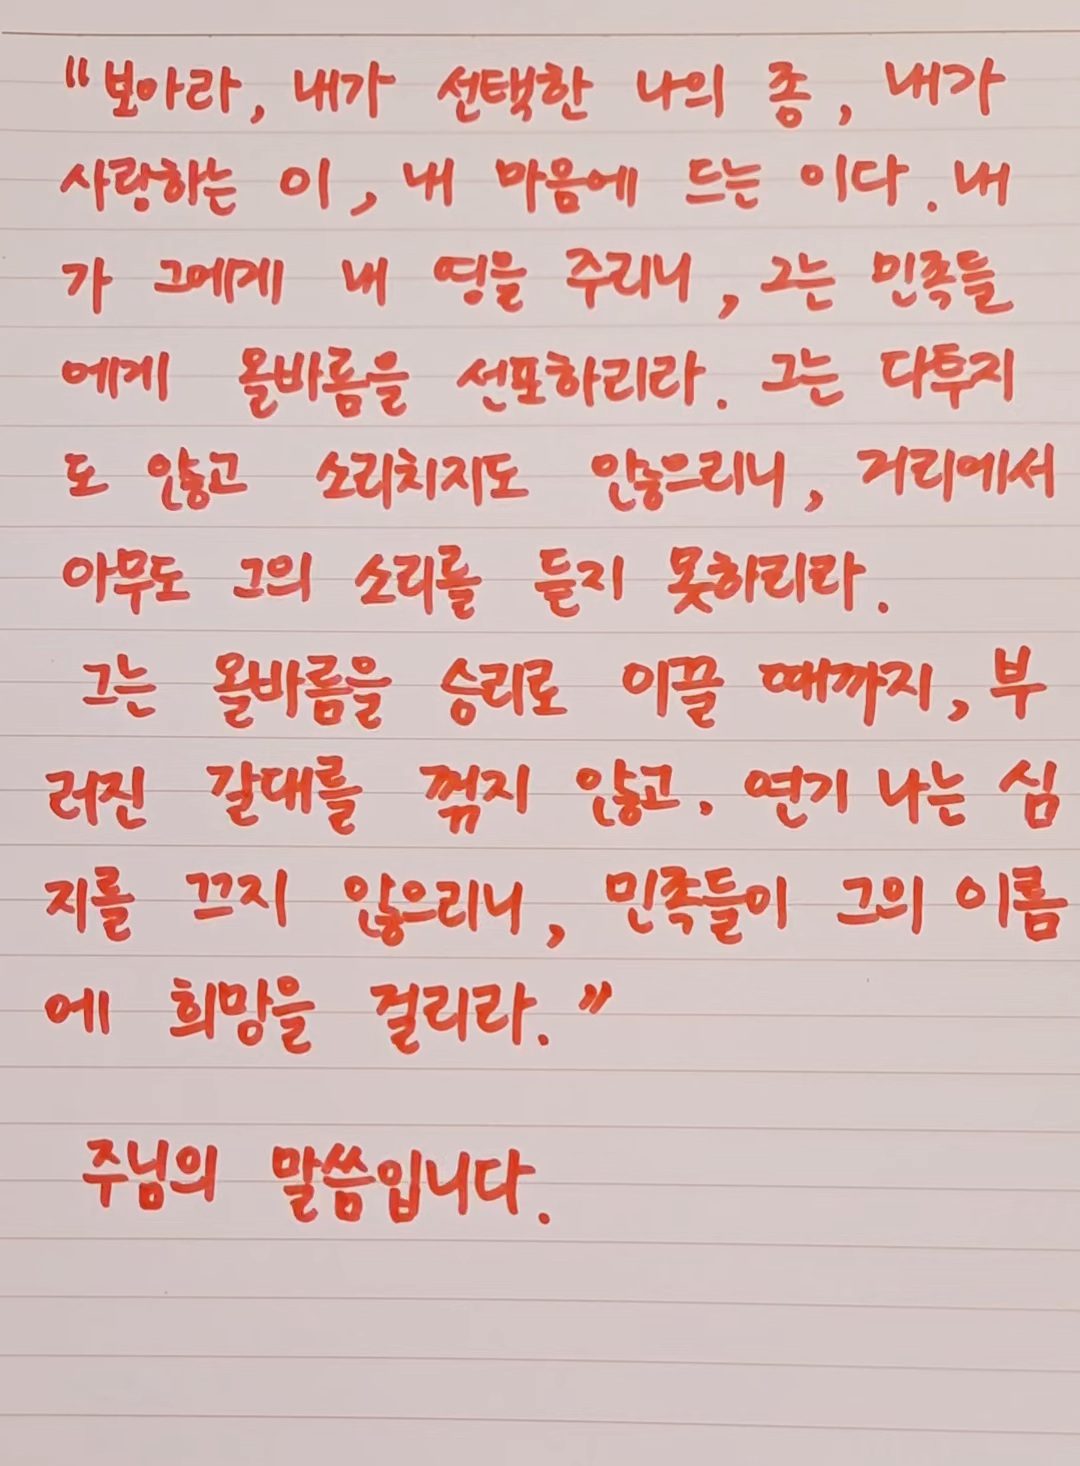 "보아라, 내가 선택한 나의 종, 내가
사랑하는 이, 내 마음에 드는 이다. 내
가 그에게 내 영을 주리니, 그는 민족들
에게 올바름을 선포하리라. 그는 다투지
도 않고 소리치지도 않으리니, 거리에서
아무도 그의 소리를 듣지 못하리라.
그는 올바름을 승리로 이끌 때까지, 부
러진 갈대를 꺾지 않고. 연기 나는 심
지를 끄지 않으리니, 민족들이 그의 이름
에 희망을 걸리라."
주님의 말씀입니다.